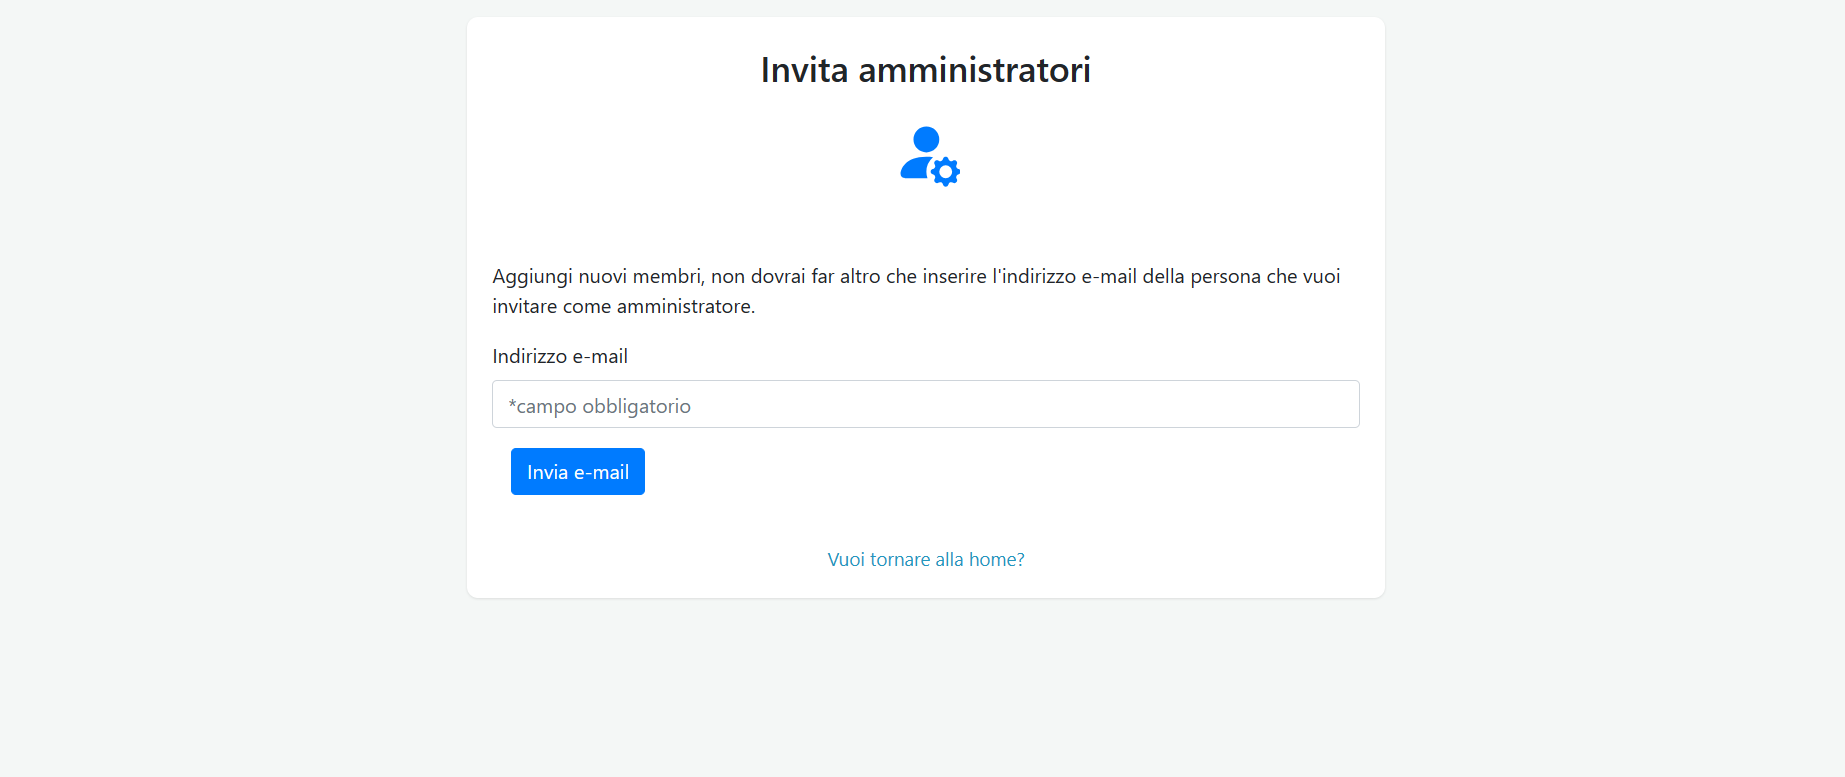 Invita amministratori
Aggiungi nuovi membri, non dovrai far altro che inserire l'indirizzo e-mail della persona che vuoi
invitare come amministratore.
Indirizzo e-mail
*campo obbligatorio
Invia e-mail
Vuoi tornare alla home?